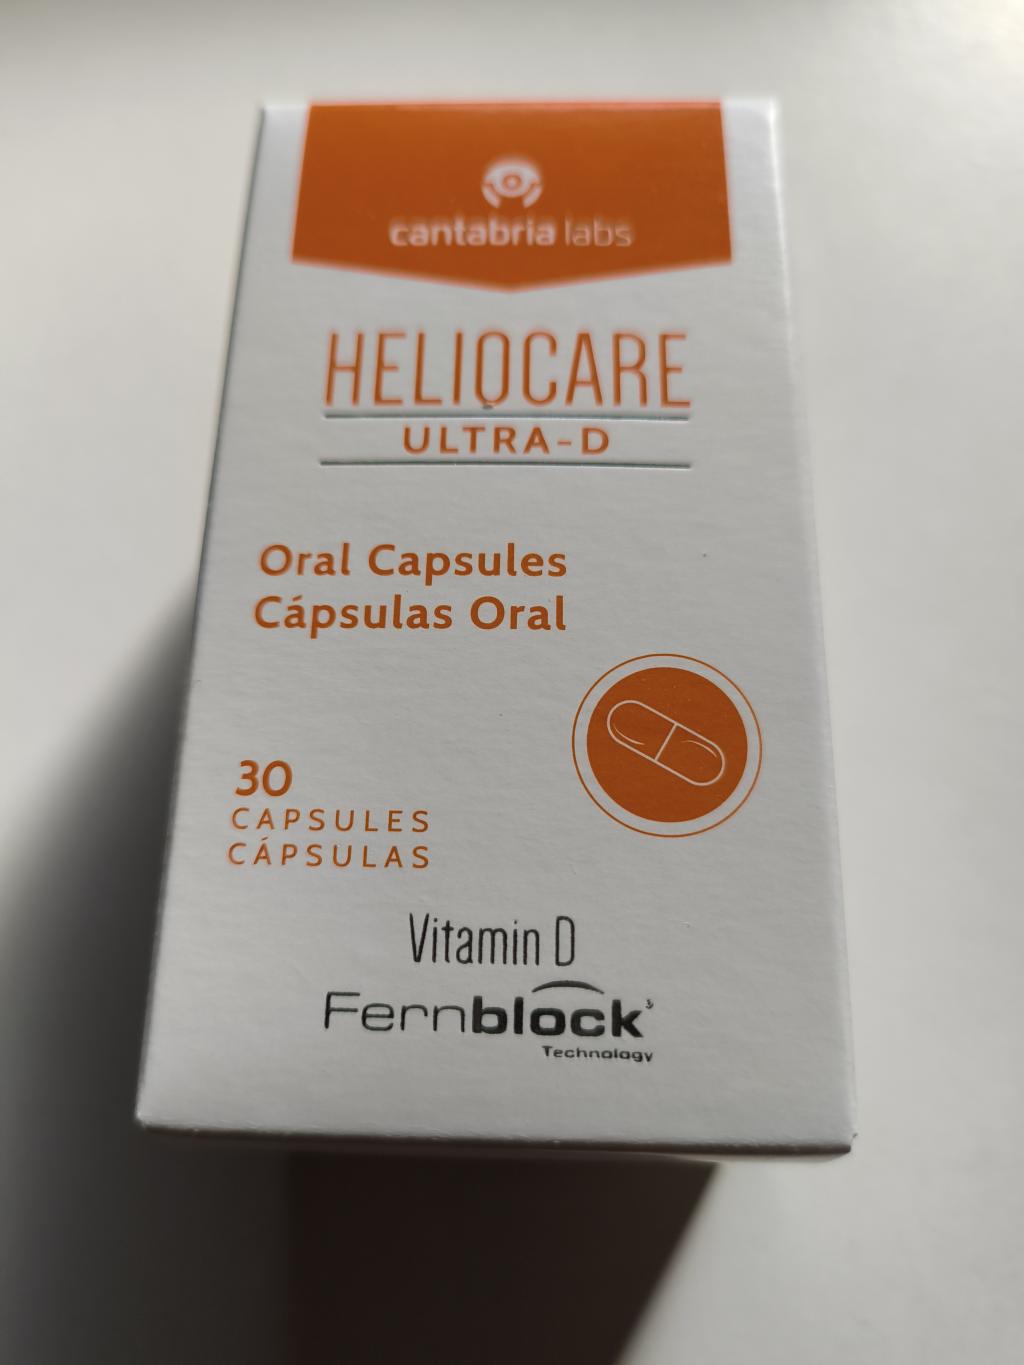 cantabria labs
HELIOCARE
ULTRA-D
Oral Capsules
Cápsulas Oral
30
CAPSULES
CÁPSULAS
Vitamin D
Fernblock
Technology